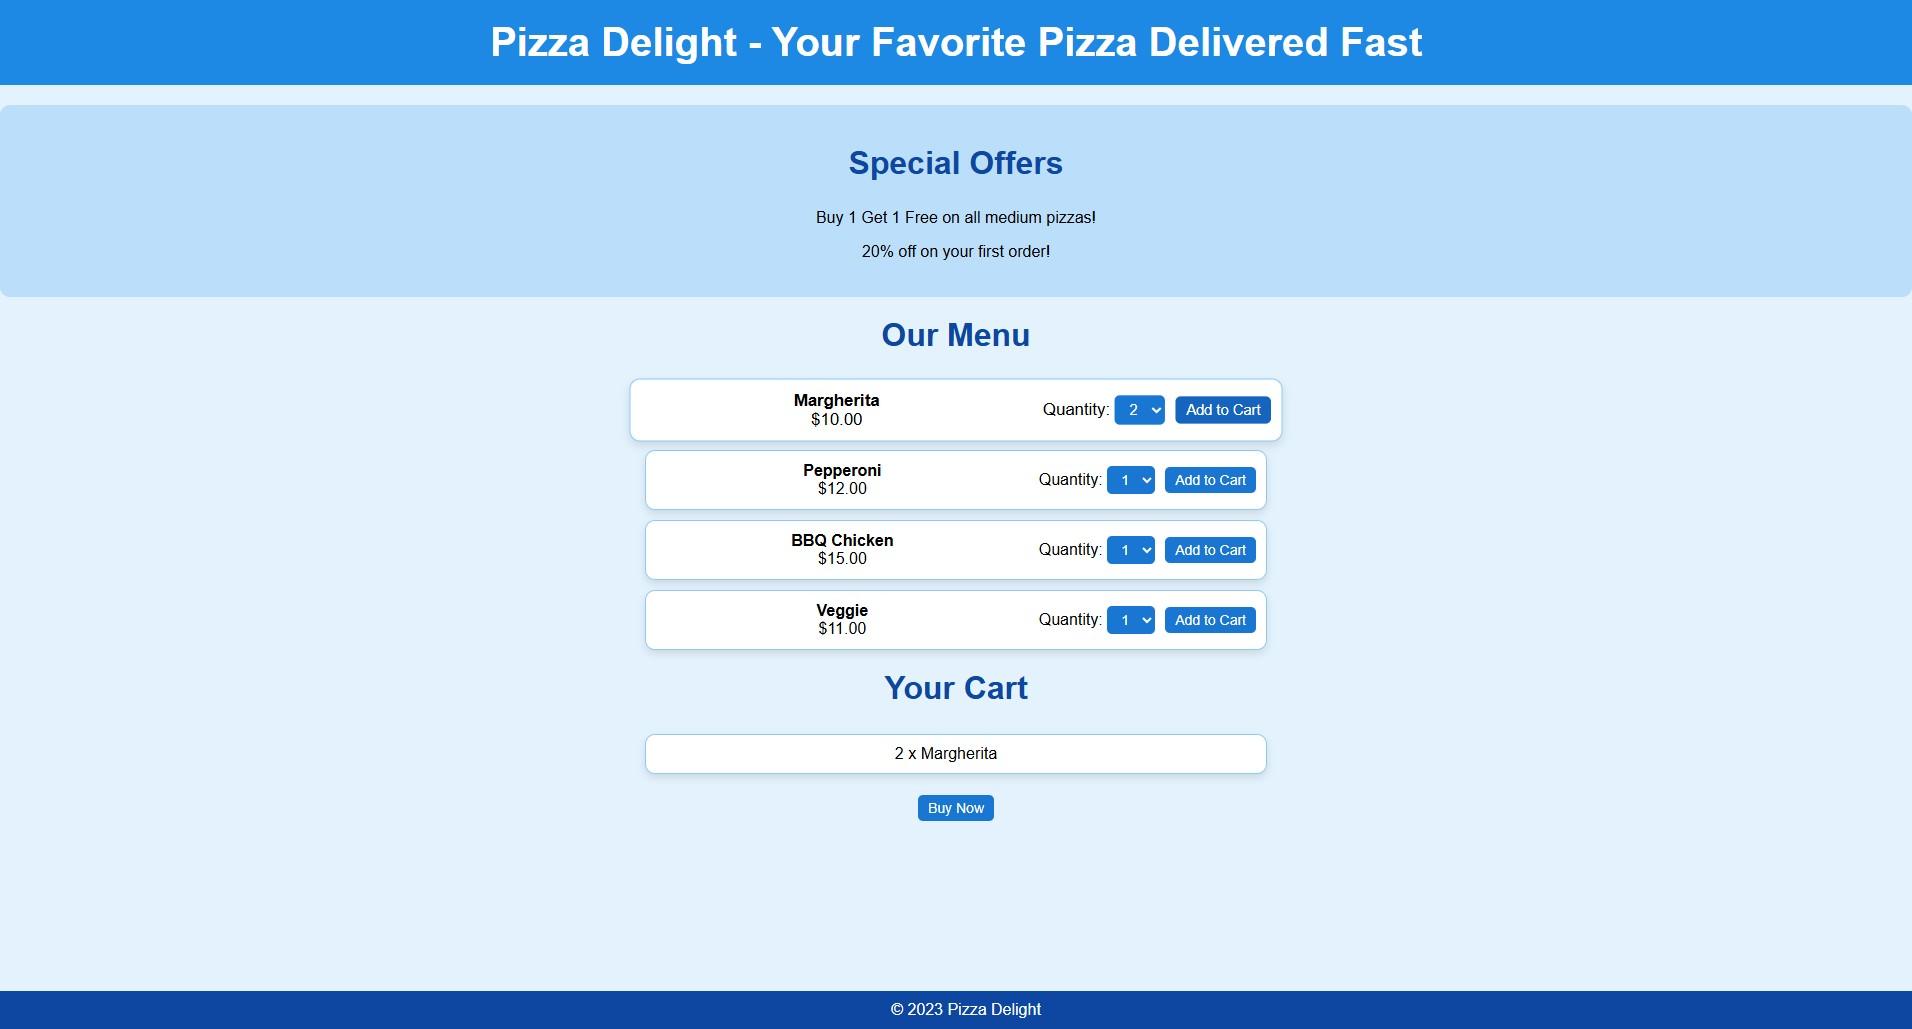 Pizza Delight - Your Favorite Pizza Delivered Fast
Special Offers
Buy 1 Get 1 Free on all medium pizzas!
20% off on your first order!
Our Menu
Margherita
$10.00
Quantity: 2 Add to Cart
Pepperoni
$12.00
Quantity: 1 Add to Cart
BBQ Chicken
$15.00
Quantity: 1 Add to Cart
Veggie
$11.00
Quantity: 1 Add to Cart
Your Cart
2 x Margherita
Buy Now
© 2023 Pizza Delight